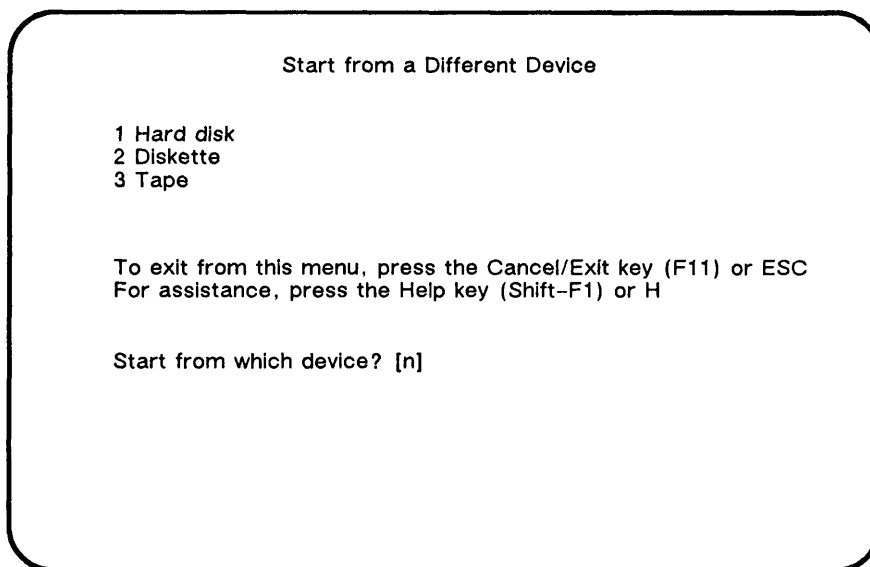 Start from a Different Device
1 Hard disk
2 Diskette
3 Tape
To exit from this menu, press the Cancel/Exit key (F11) or ESC
For assistance, press the Help key (Shift-F1) or H
Start from which device? [n]